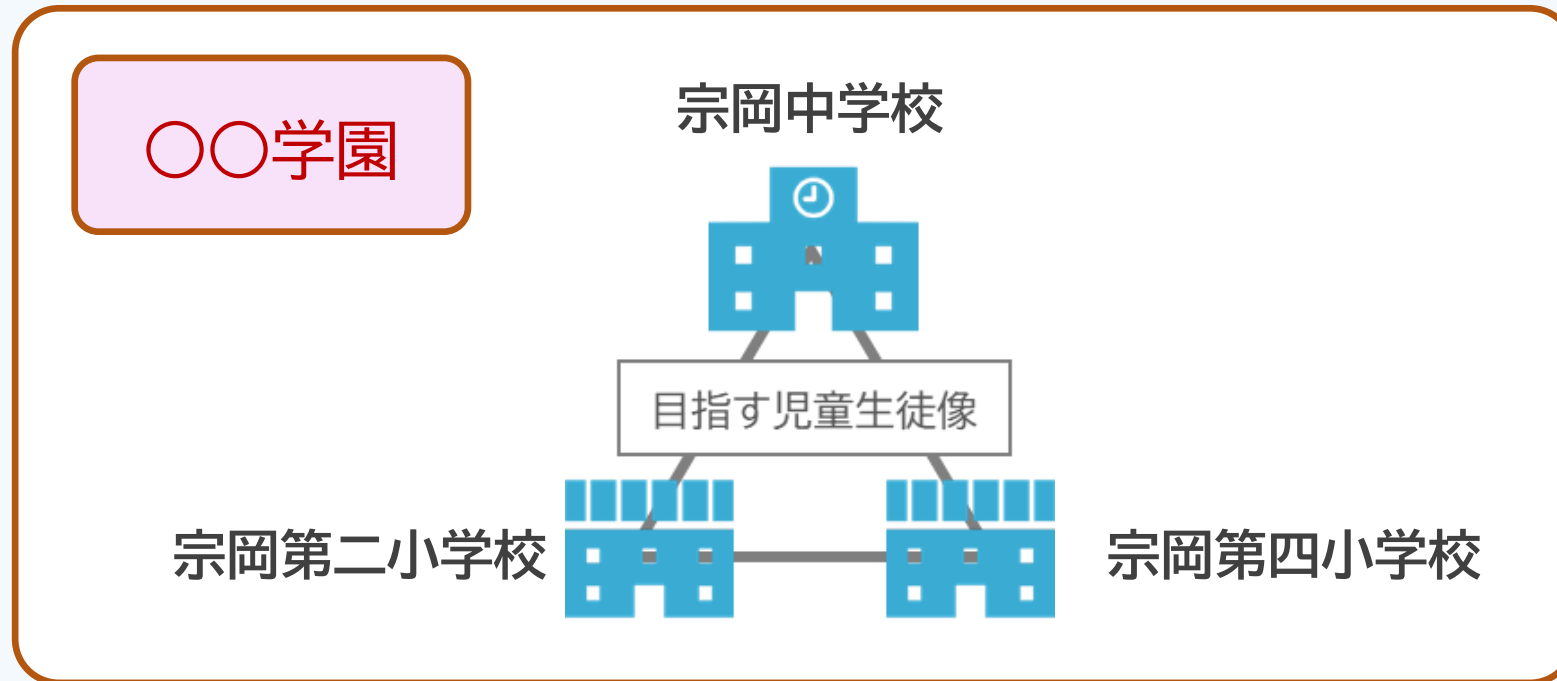 〇〇学園
宗岡中学校
目指す児童生徒像
宗岡第二小学校
宗岡第四小学校